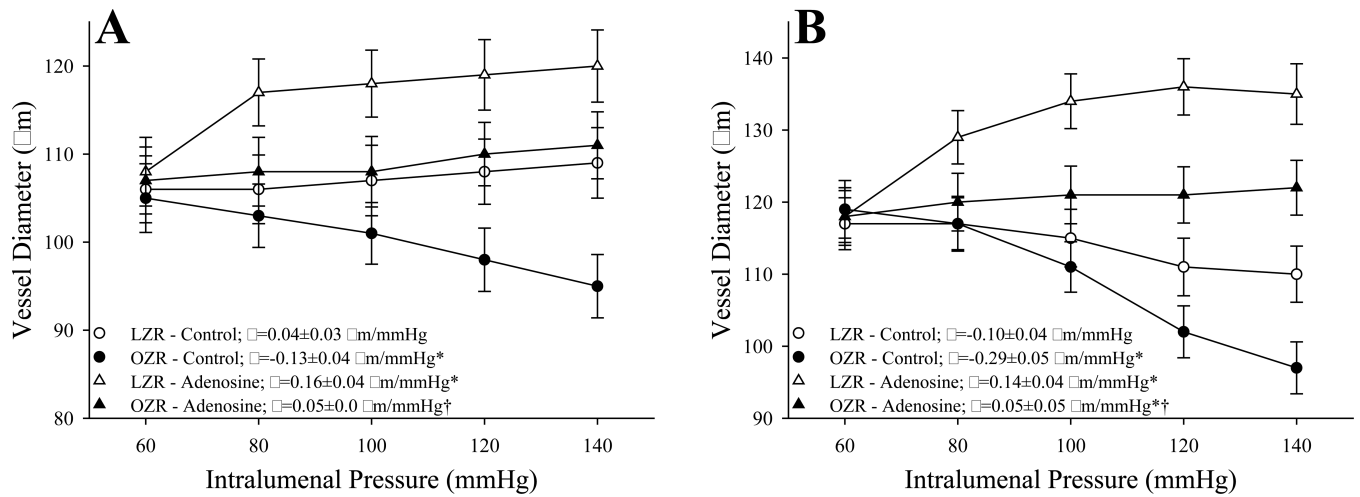 A
Vessel Diameter (□m)
120
110
100
90
80
LZR - Control; □=0.04±0.03 □m/mmHg
OZR - Control; □=-0.13±0.04 □m/mmHg*
LZR - Adenosine; □=0.16±0.04 □m/mmHg*
OZR - Adenosine; □=0.05±0.0 □m/mmHg†
60 80 100 120 140
Intralumenal Pressure (mmHg)
B
Vessel Diameter (□m)
140
130
120
110
100
90
LZR - Control; □=-0.10±0.04 □m/mmHg
OZR - Control; □=-0.29±0.05 □m/mmHg*
LZR - Adenosine; □=0.14±0.04 □m/mmHg*
OZR - Adenosine; □=0.05±0.05 □m/mmHg*†
60 80 100 120 140
Intralumenal Pressure (mmHg)